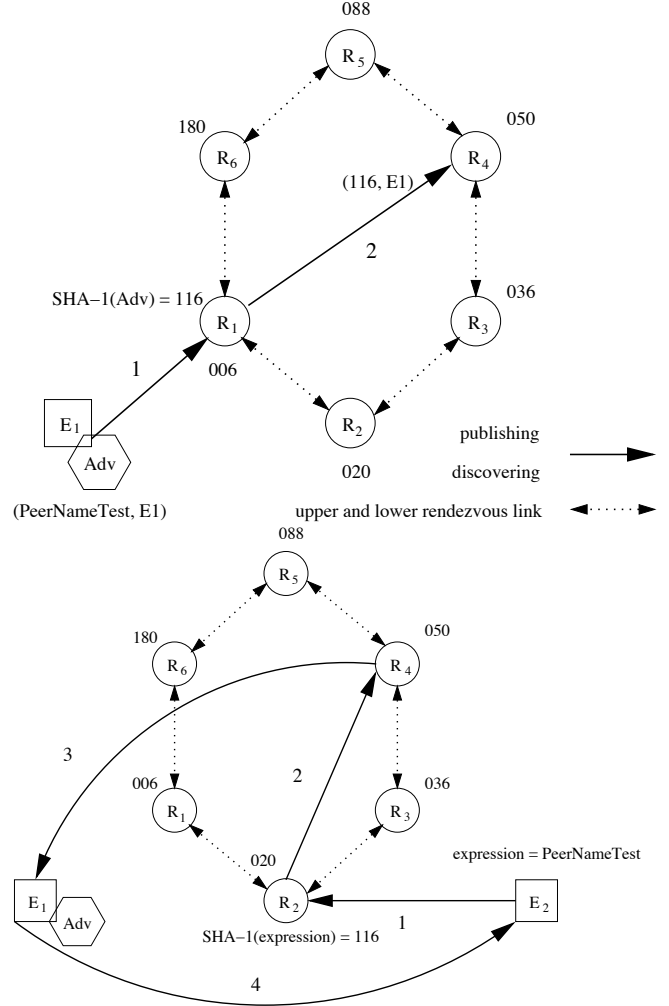 088
R5
180
050
R6
R4
(116, E1)
2
SHA–1(Adv) = 116
036
R1
R3
1
006
E1
R2
publishing
Adv
020
discovering
(PeerNameTest, E1)
upper and lower rendezvous link
088
R5
180
050
R6
R4
3
2
006
036
R1
R3
020
expression = PeerNameTest
E1
R2
E2
Adv
1
SHA–1(expression) = 116
4